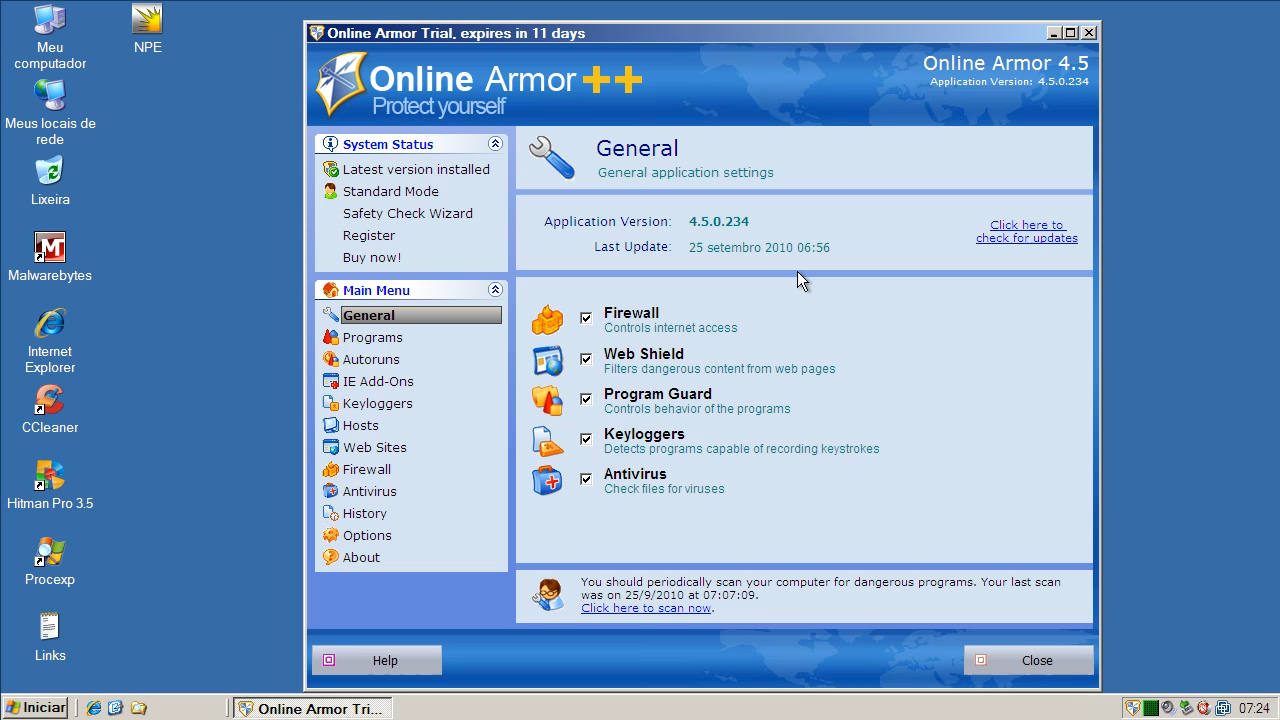 Meu
computador
NPE
Meus locais de
rede
Lixeira
Malwarebytes
Internet
Explorer
CCleaner
Hitman Pro 3.5
Procexp
Links
Online Armor Trial, expires in 11 days
Online Armor ++
Protect yourself
Online Armor 4.5
Application Version: 4.5.0.234
System Status
Latest version installed
Standard Mode
Safety Check Wizard
Register
Buy now!
Main Menu
General
Programs
Autoruns
IE Add-Ons
Keyloggers
Hosts
Web Sites
Firewall
Antivirus
History
Options
About
General
General application settings
Application Version: 4.5.0.234
Last Update: 25 setembro 2010 06:56
Click here to
check for updates
Firewall
Controls internet access
Web Shield
Filters dangerous content from web pages
Program Guard
Controls behavior of the programs
Keyloggers
Detects programs capable of recording keystrokes
Antivirus
Check files for viruses
You should periodically scan your computer for dangerous programs. Your last scan
was on 25/9/2010 at 07:07:09.
Click here to scan now.
Help
Close
Iniciar
Online Armor Tri...
07:24